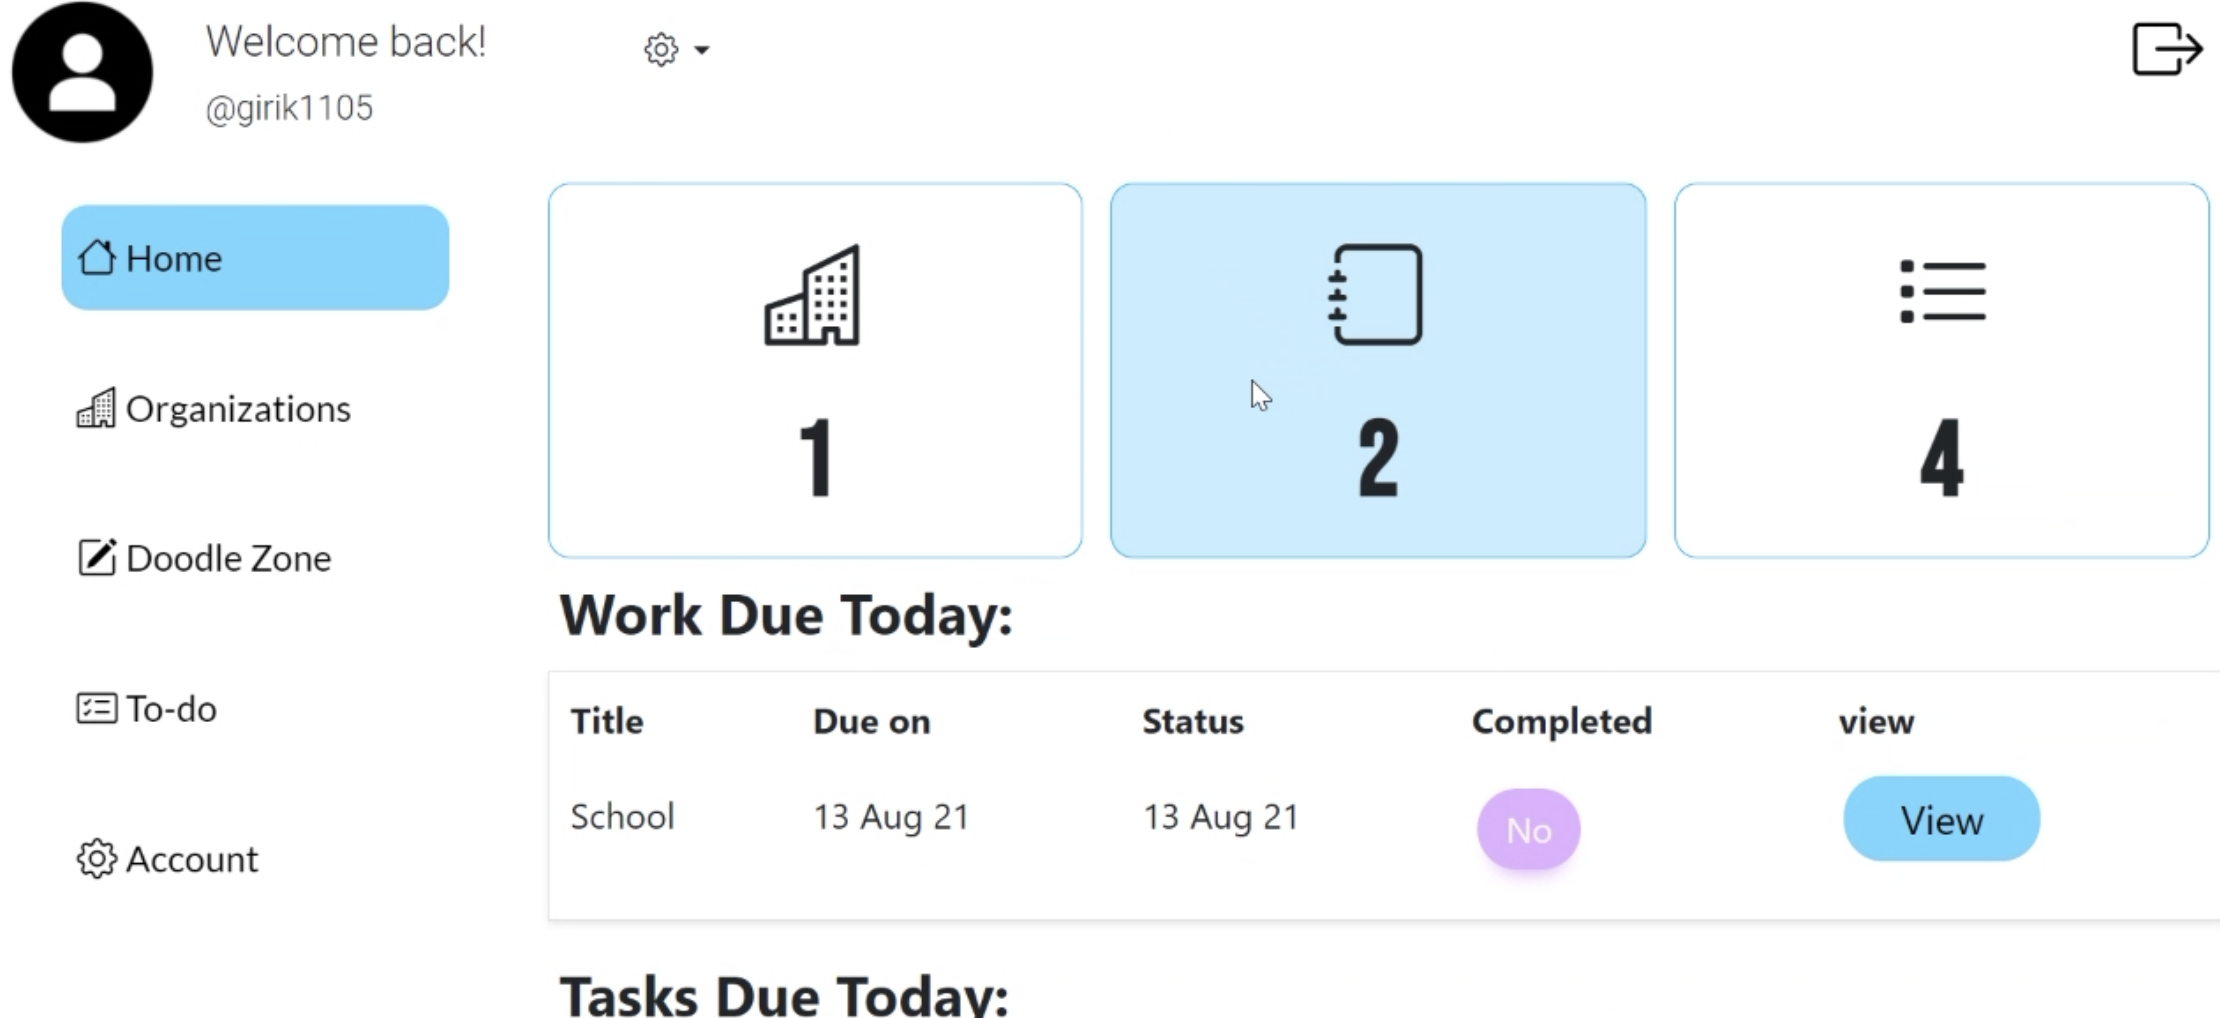 Welcome back!
@girik1105
Home
Organizations
Doodle Zone
To-do
Account
1
2
4
Work Due Today:
Title Due on Status Completed view
School 13 Aug 21 13 Aug 21 No View
Tasks Due Today: